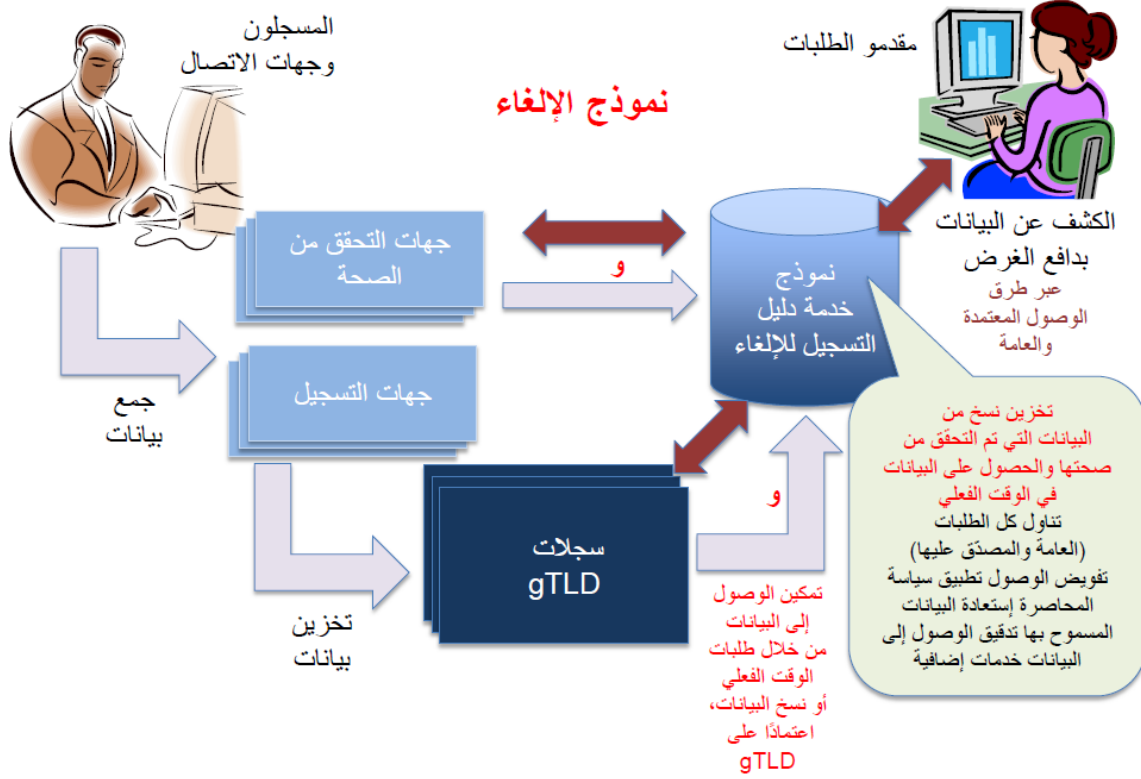 المسجلون
وجهات الاتصال
مقدمو الطلبات
نموذج الإلغاء
جهات التحقق من
الصحة
و
نموذج
خدمة دليل
التسجيل للإلغاء
الكشف عن البيانات
بدافع الغرض
عبر طرق
الوصول المعتمدة
والعامة
جهات التسجيل
جمع
بيانات
تخزين نسخ من
البيانات التي تم التحقق من
صحتها والحصول على البيانات
في الوقت الفعلي
تناول كل الطلبات
(العامة والمصدّق عليها)
تفويض الوصول تطبيق سياسة
المحاصرة إستعادة البيانات
المسموح بها تدقيق الوصول إلى
البيانات خدمات إضافية
و
سجلات
gTLD
تخزين
بيانات
تمكين الوصول
إلى البيانات
من خلال طلبات
الوقت الفعلي
أو نسخ البيانات،
اعتمادًا على
gTLD